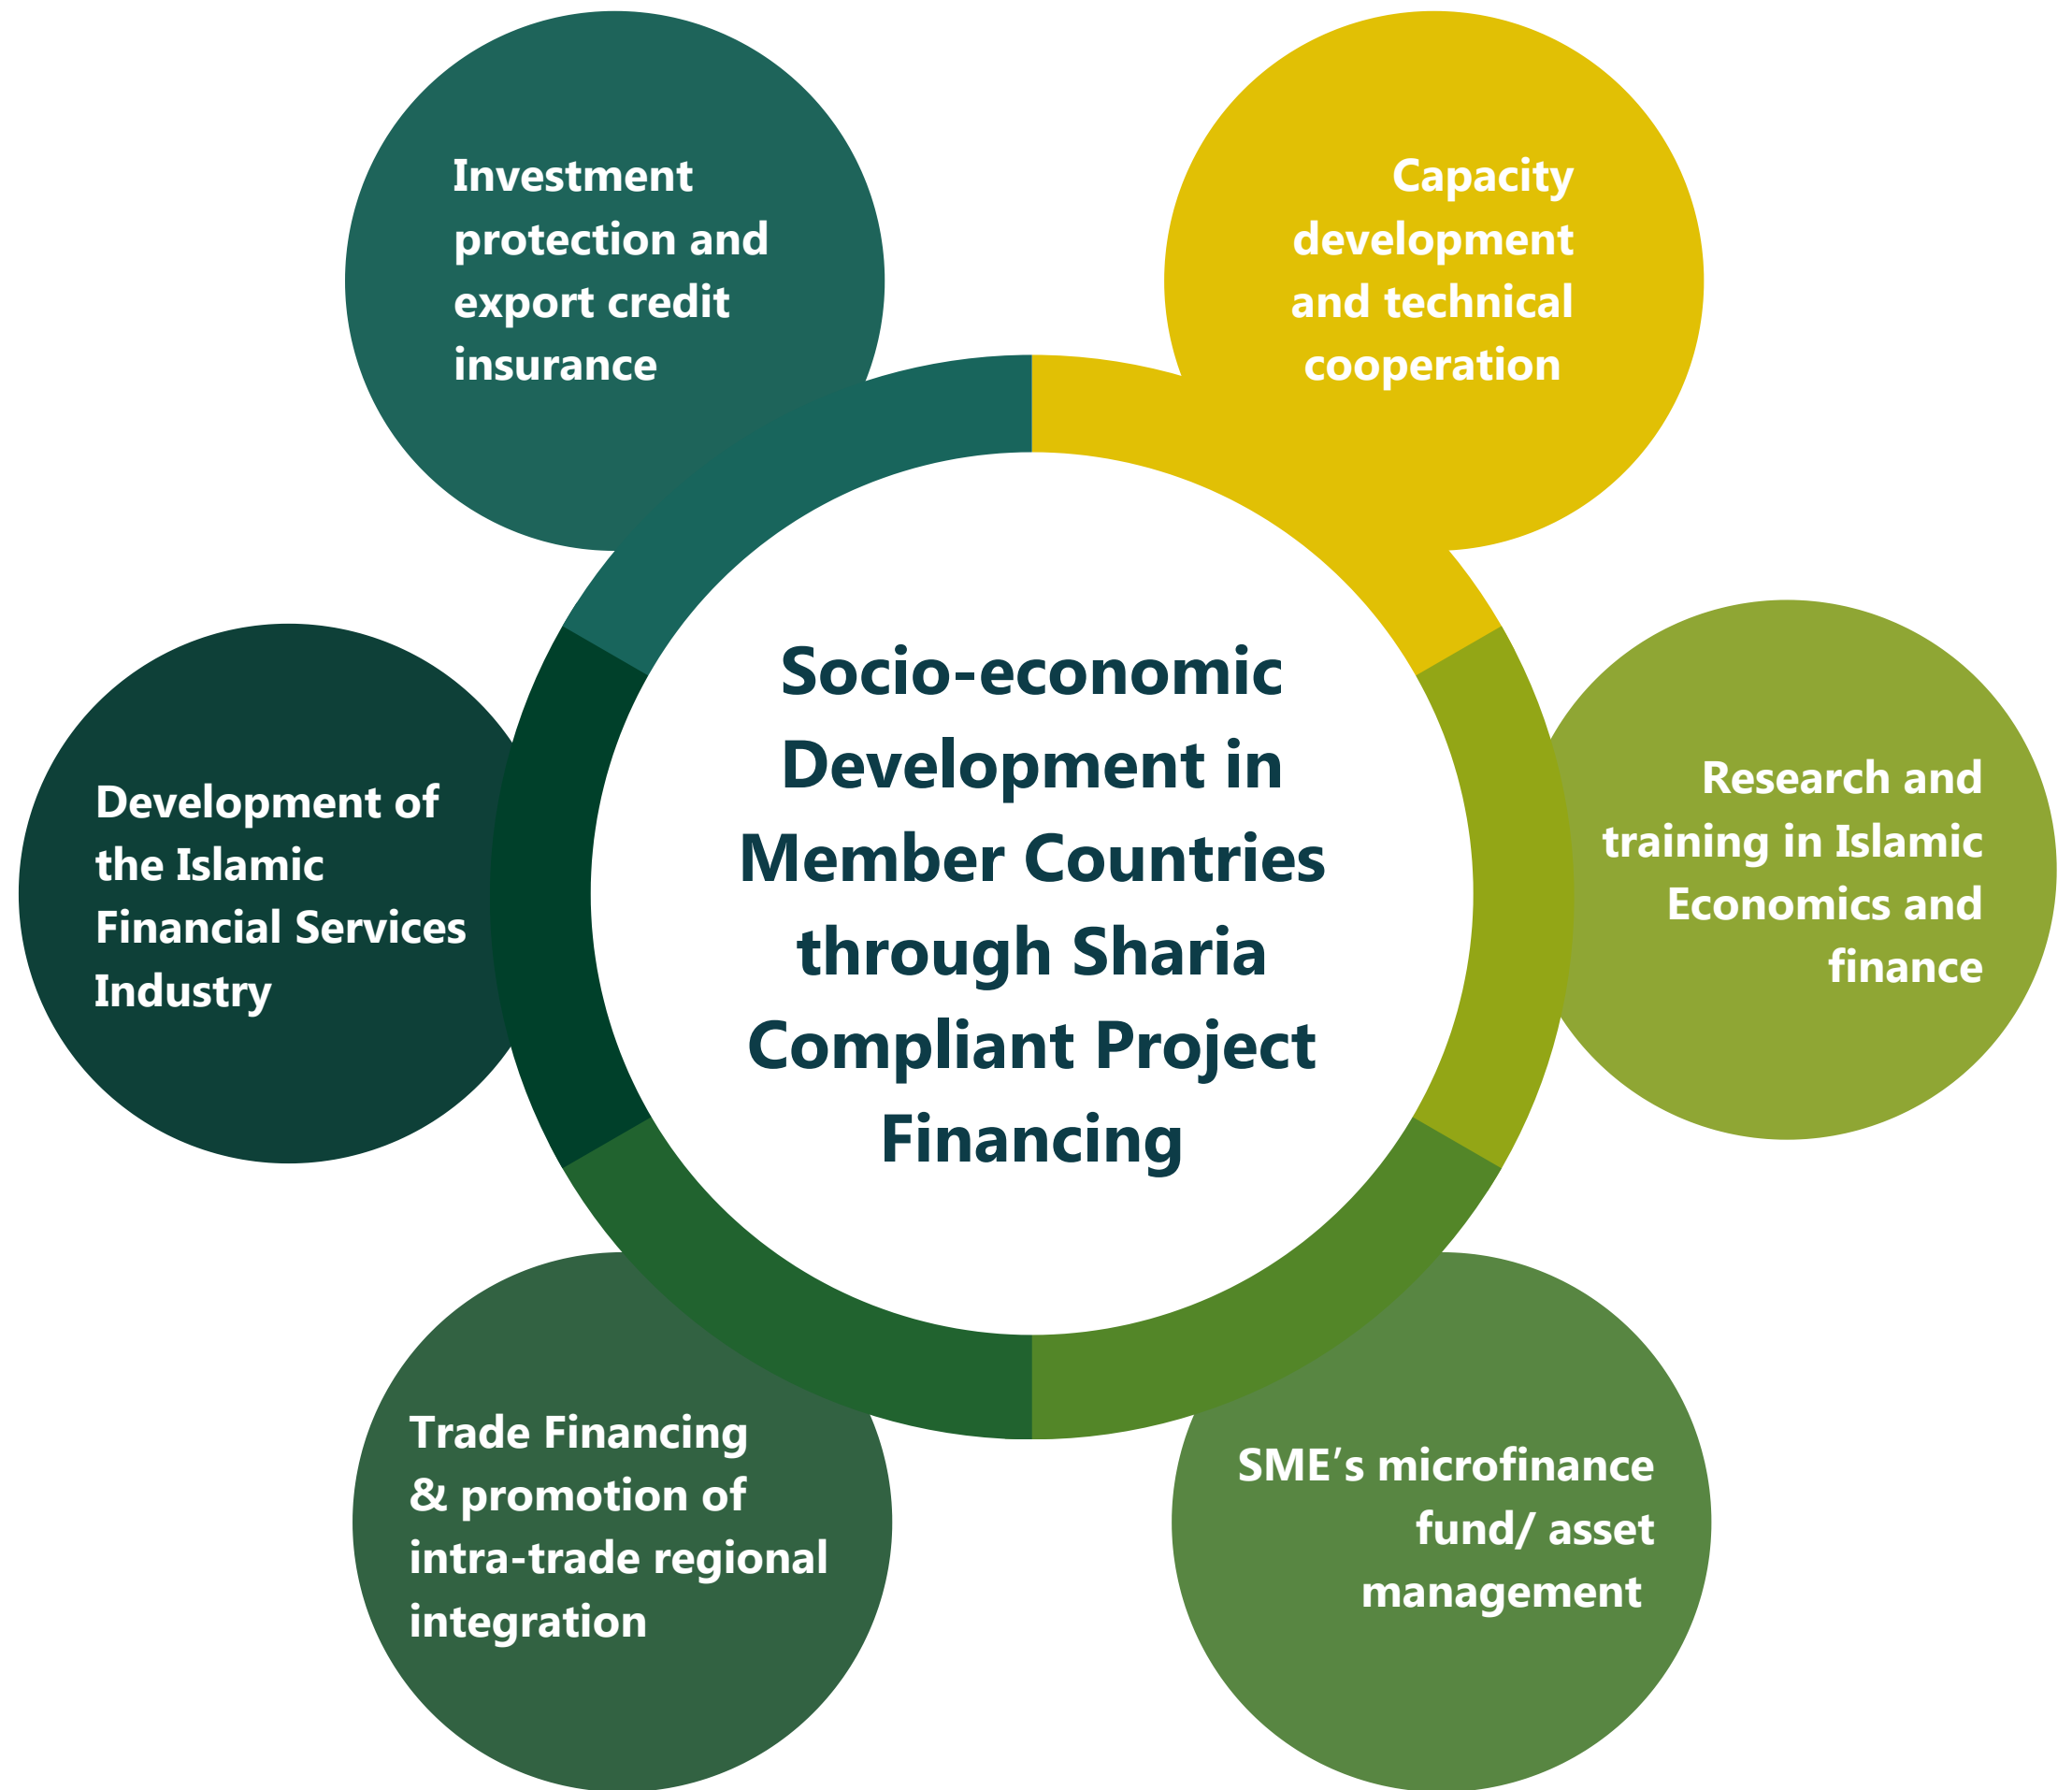 Investment
protection and
export credit
insurance
Capacity
development
and technical
cooperation
Socio-economic
Development in
Member Countries
through Sharia
Compliant Project
Financing
Development of
the Islamic
Financial Services
Industry
Research and
training in Islamic
Economics and
finance
Trade Financing
& promotion of
intra-trade regional
integration
SME’s microfinance
fund/ asset
management